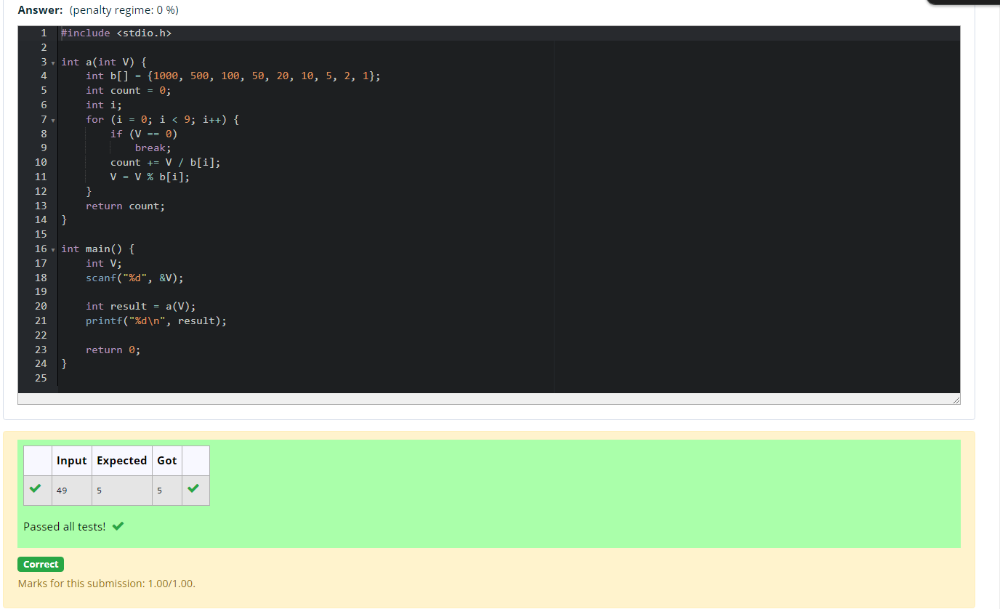 Answer: (penalty regime: 0 %)
1 #include <stdio.h>
2
3 int a(int V) {
4     int b[] = {1000, 500, 100, 50, 20, 10, 5, 2, 1};
5     int count = 0;
6     int i;
7     for (i = 0; i < 9; i++) {
8         if (V == 0)
9             break;
10         count += V / b[i];
11         V = V % b[i];
12     }
13     return count;
14 }
15
16 int main() {
17     int V;
18     scanf("%d", &V);
19
20     int result = a(V);
21     printf("%d\n", result);
22
23     return 0;
24 }
25
Input Expected Got
49 5 5
Passed all tests!
Correct
Marks for this submission: 1.00/1.00.